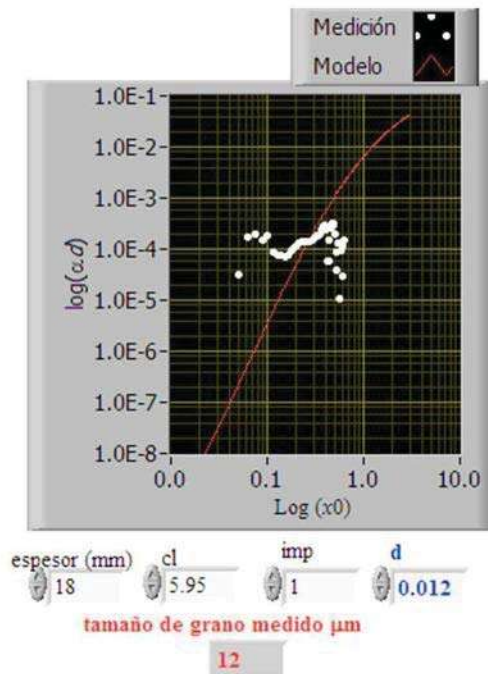 Medición
Modelo
1.0E-1
1.0E-2
1.0E-3
1.0E-4
1.0E-5
1.0E-6
1.0E-7
1.0E-8
log(α.d)
0.0 0.1 1.0 10.0
Log (x0)
espesor (mm) cl imp d
18 5.95 1 0.012
tamaño de grano medido µm
12